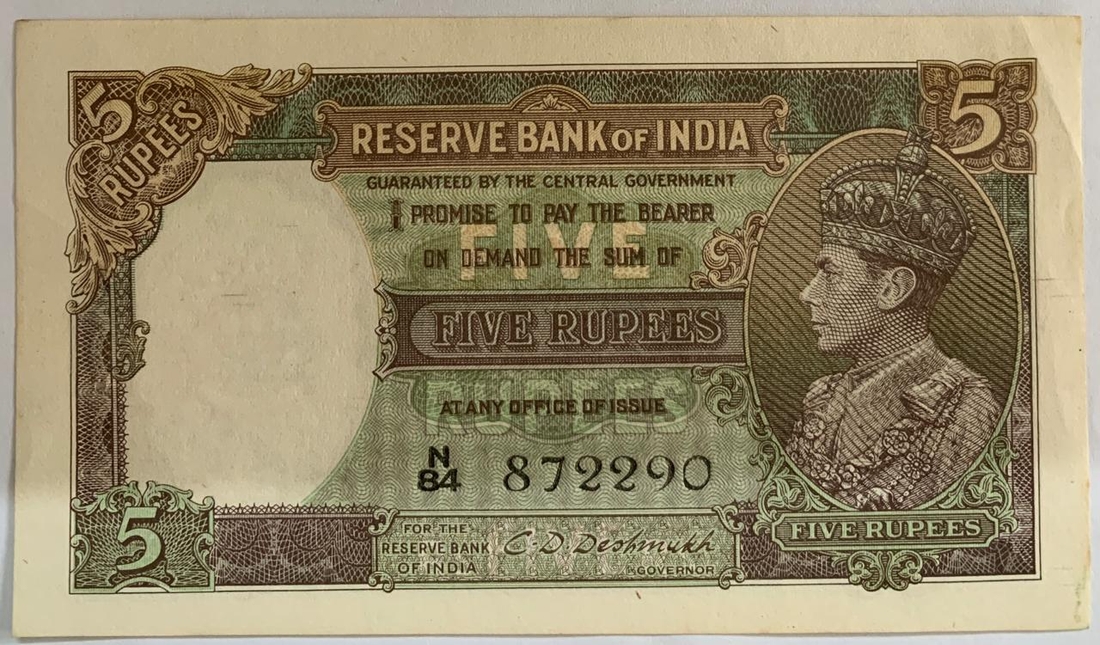 5
RUPEES
5
RESERVE BANK OF INDIA
GUARANTEED BY THE CENTRAL GOVERNMENT
I PROMISE TO PAY THE BEARER
FIVE
ON DEMAND THE SUM OF
FIVE RUPEES
RUPEES
AT ANY OFFICE OF ISSUE
N
84 872290
5
FOR THE
RESERVE BANK
OF INDIA
C. D. Deshmukh
GOVERNOR
FIVE RUPEES